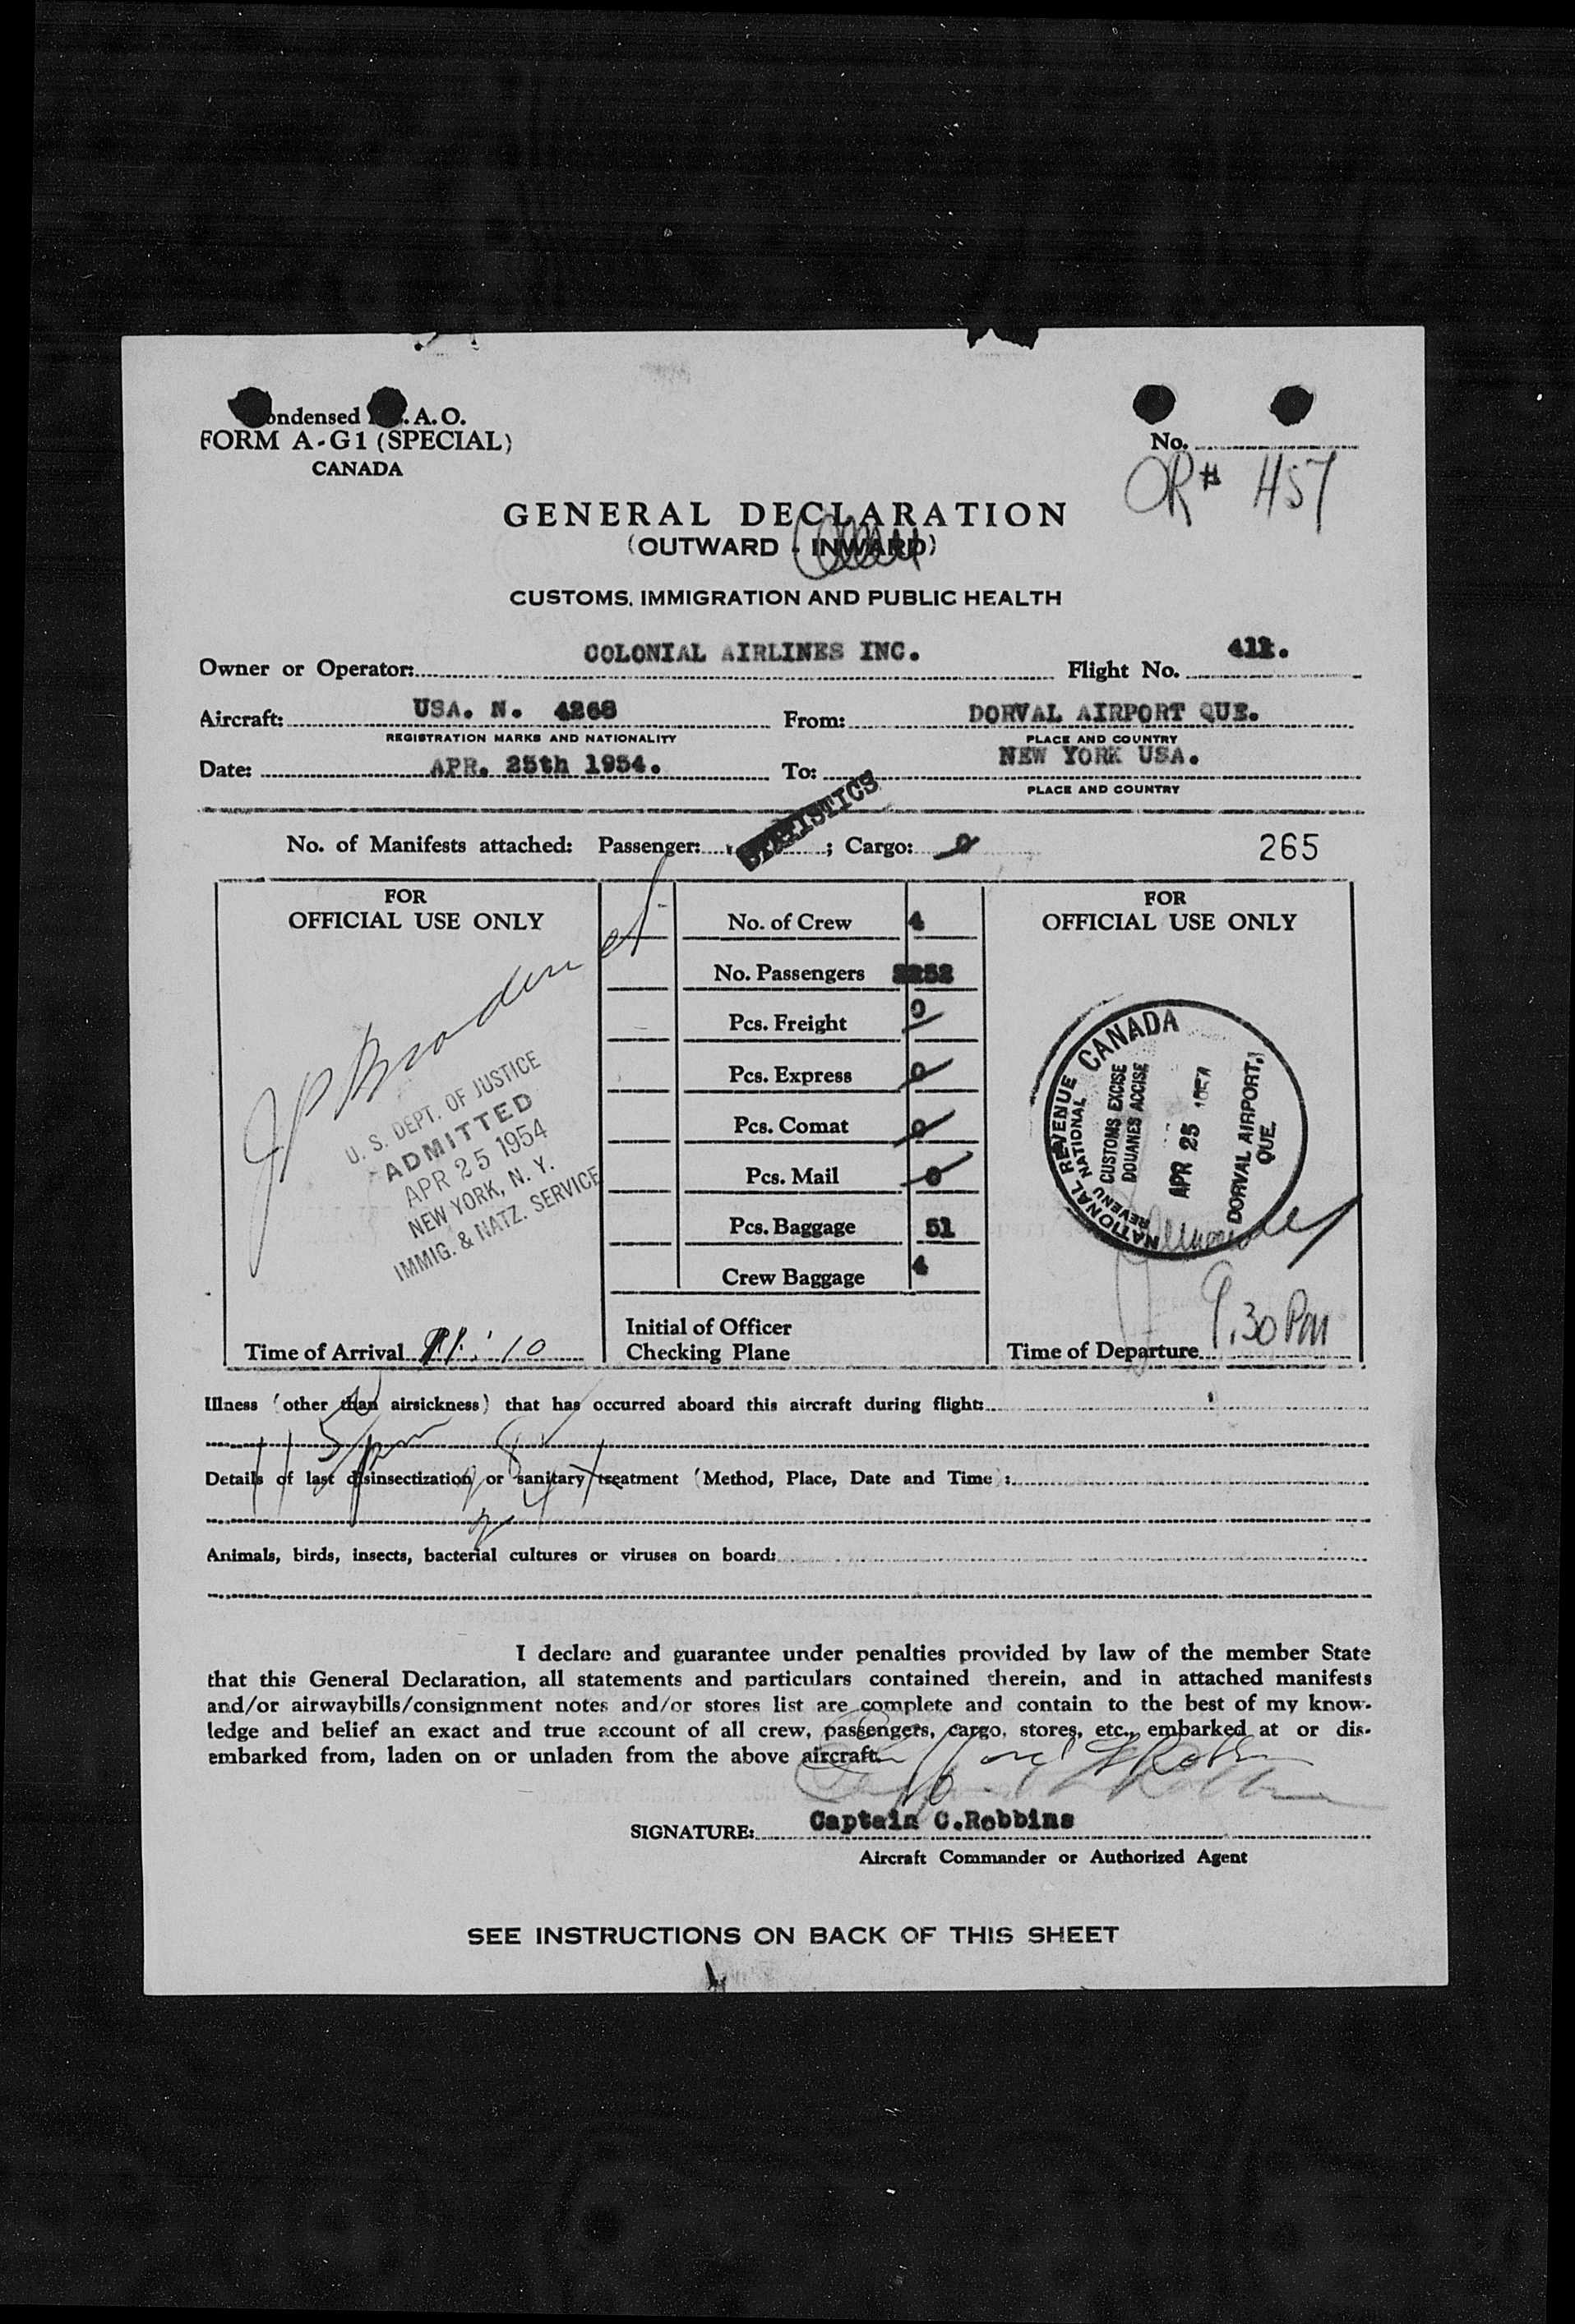 ondensed .A.O.
FORM A-G1 (SPECIAL)
CANADA
No.
OR# 457
GENERAL DECLARATION
(OUTWARD - INWARD)
CUSTOMS, IMMIGRATION AND PUBLIC HEALTH
Owner or Operator: COLONIAL AIRLINES INC. Flight No.
Aircraft: USA. N. 4268 From: DORVAL AIRPORT QUE.
REGISTRATION MARKS AND NATIONALITY PLACE AND COUNTRY
Date: APR. 25th 1954. To: NEW YORK USA.
PLACE AND COUNTRY
STATISTICS
No. of Manifests attached: Passenger: ; Cargo: 0 265
FOR
OFFICIAL USE ONLY
U. S. DEPT. OF JUSTICE
ADMITTED
APR 25 1954
NEW YORK, N. Y.
IMMIG. & NATZ. SERVICE
Time of Arrival 11:10
No. of Crew 4
No. Passengers
Pcs. Freight 0
Pcs. Express 0
Pcs. Comat 0
Pcs. Mail 0
Pcs. Baggage 51
Crew Baggage 4
Initial of Officer
Checking Plane
FOR
OFFICIAL USE ONLY
NATIONAL REVENUE CANADA
REVENU NATIONAL
CUSTOMS EXCISE
DOUANES ACCISE
APR 25 1954
DORVAL AIRPORT,
QUE.
Time of Departure 9.30 PM
Illness (other than airsickness) that has occurred aboard this aircraft during flight:
Details of last disinsectization or sanitary treatment (Method, Place, Date and Time):
Animals, birds, insects, bacterial cultures or viruses on board:
I declare and guarantee under penalties provided by law of the member State
that this General Declaration, all statements and particulars contained therein, and in attached manifests
and/or airwaybills/consignment notes and/or stores list are complete and contain to the best of my know-
ledge and belief an exact and true account of all crew, passengers, cargo, stores, etc., embarked at or dis-
embarked from, laden on or unladen from the above aircraft.
SIGNATURE: Captain C.Robbins
Aircraft Commander or Authorized Agent
SEE INSTRUCTIONS ON BACK OF THIS SHEET